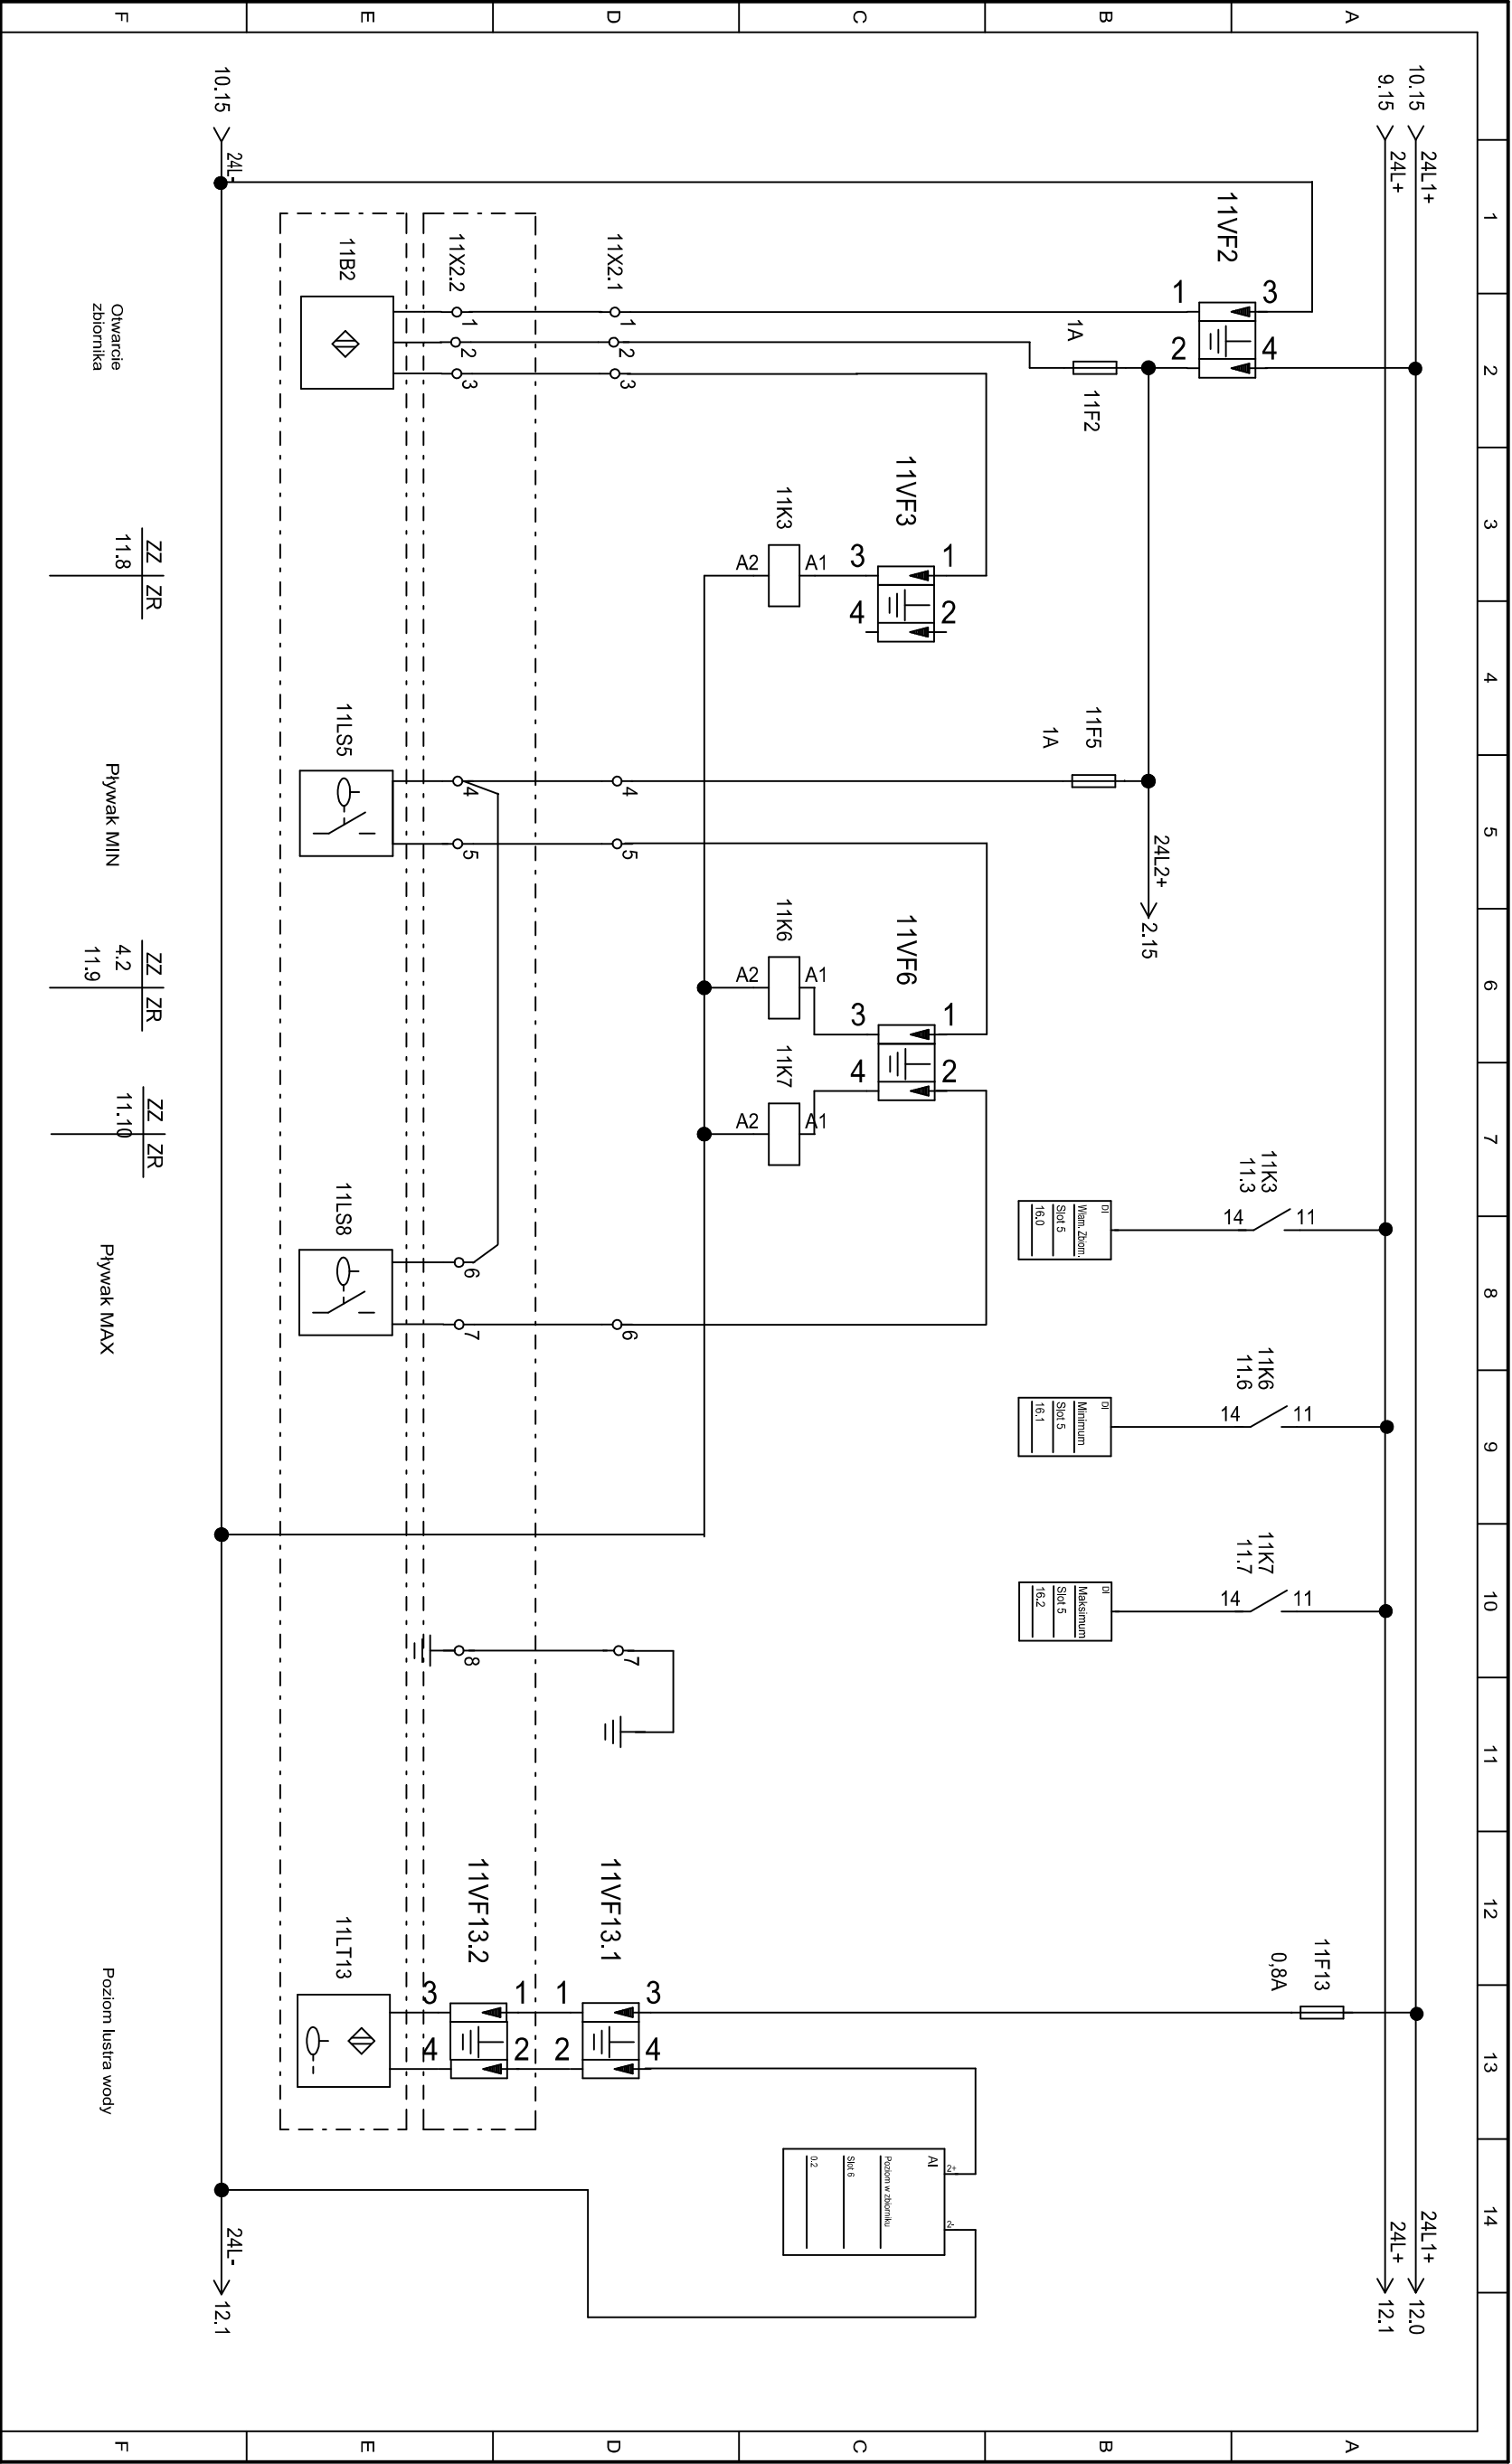 1
2
3
4
5
6
7
8
9
10
11
12
13
14
A
A
B
B
C
C
D
D
E
E
F
F
10.15
24L1+
24L1+
12.0
9.15
24L+
24L+
12.1
11VF2
3
4
1
2
11F13
0,8A
11K3
11.3
11
14
11K6
11.6
11
14
11K7
11.7
11
14
24L2+
2.15
1A
11F2
11F5
1A
DI
Wlam. Zbiorn.
Slot 5
16.0
DI
Minimum
Slot 5
16.1
DI
Maksimum
Slot 5
16.2
11VF3
1
2
3
4
11VF6
1
2
3
4
AI
2+
2-
Poziom w zbiorniku
Slot 6
0.2
11K3
A1
A2
11K6
A1
A2
11K7
A1
A2
11X2.1
1
2
3
4
5
6
7
11VF13.1
3
4
1
2
11X2.2
1
2
3
4
5
6
7
8
11VF13.2
1
2
3
4
11B2
11LS5
11LS8
11LT13
10.15
24L-
24L-
12.1
ZZ
ZR
11.8
ZZ
ZR
4.2
11.9
ZZ
ZR
11.10
Otwarcie
zbiornika
Pływak MIN
Pływak MAX
Poziom lustra wody